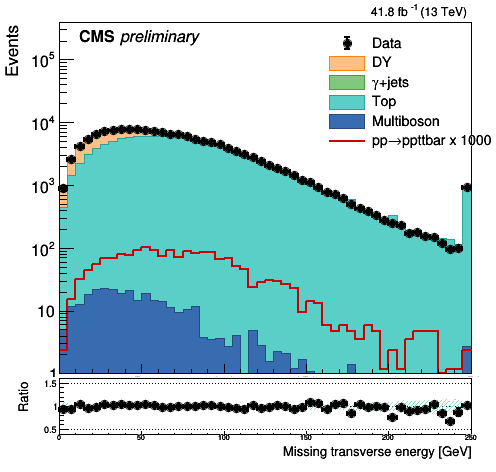 41.8 fb⁻¹ (13 TeV)
CMS preliminary
Events
10⁵
10⁴
10³
10²
10
1
Data
DY
γ+jets
Top
Multiboson
pp→ppttbar x 1000
Ratio
1.5
1
0.5
0 50 100 150 200 250
Missing transverse energy [GeV]